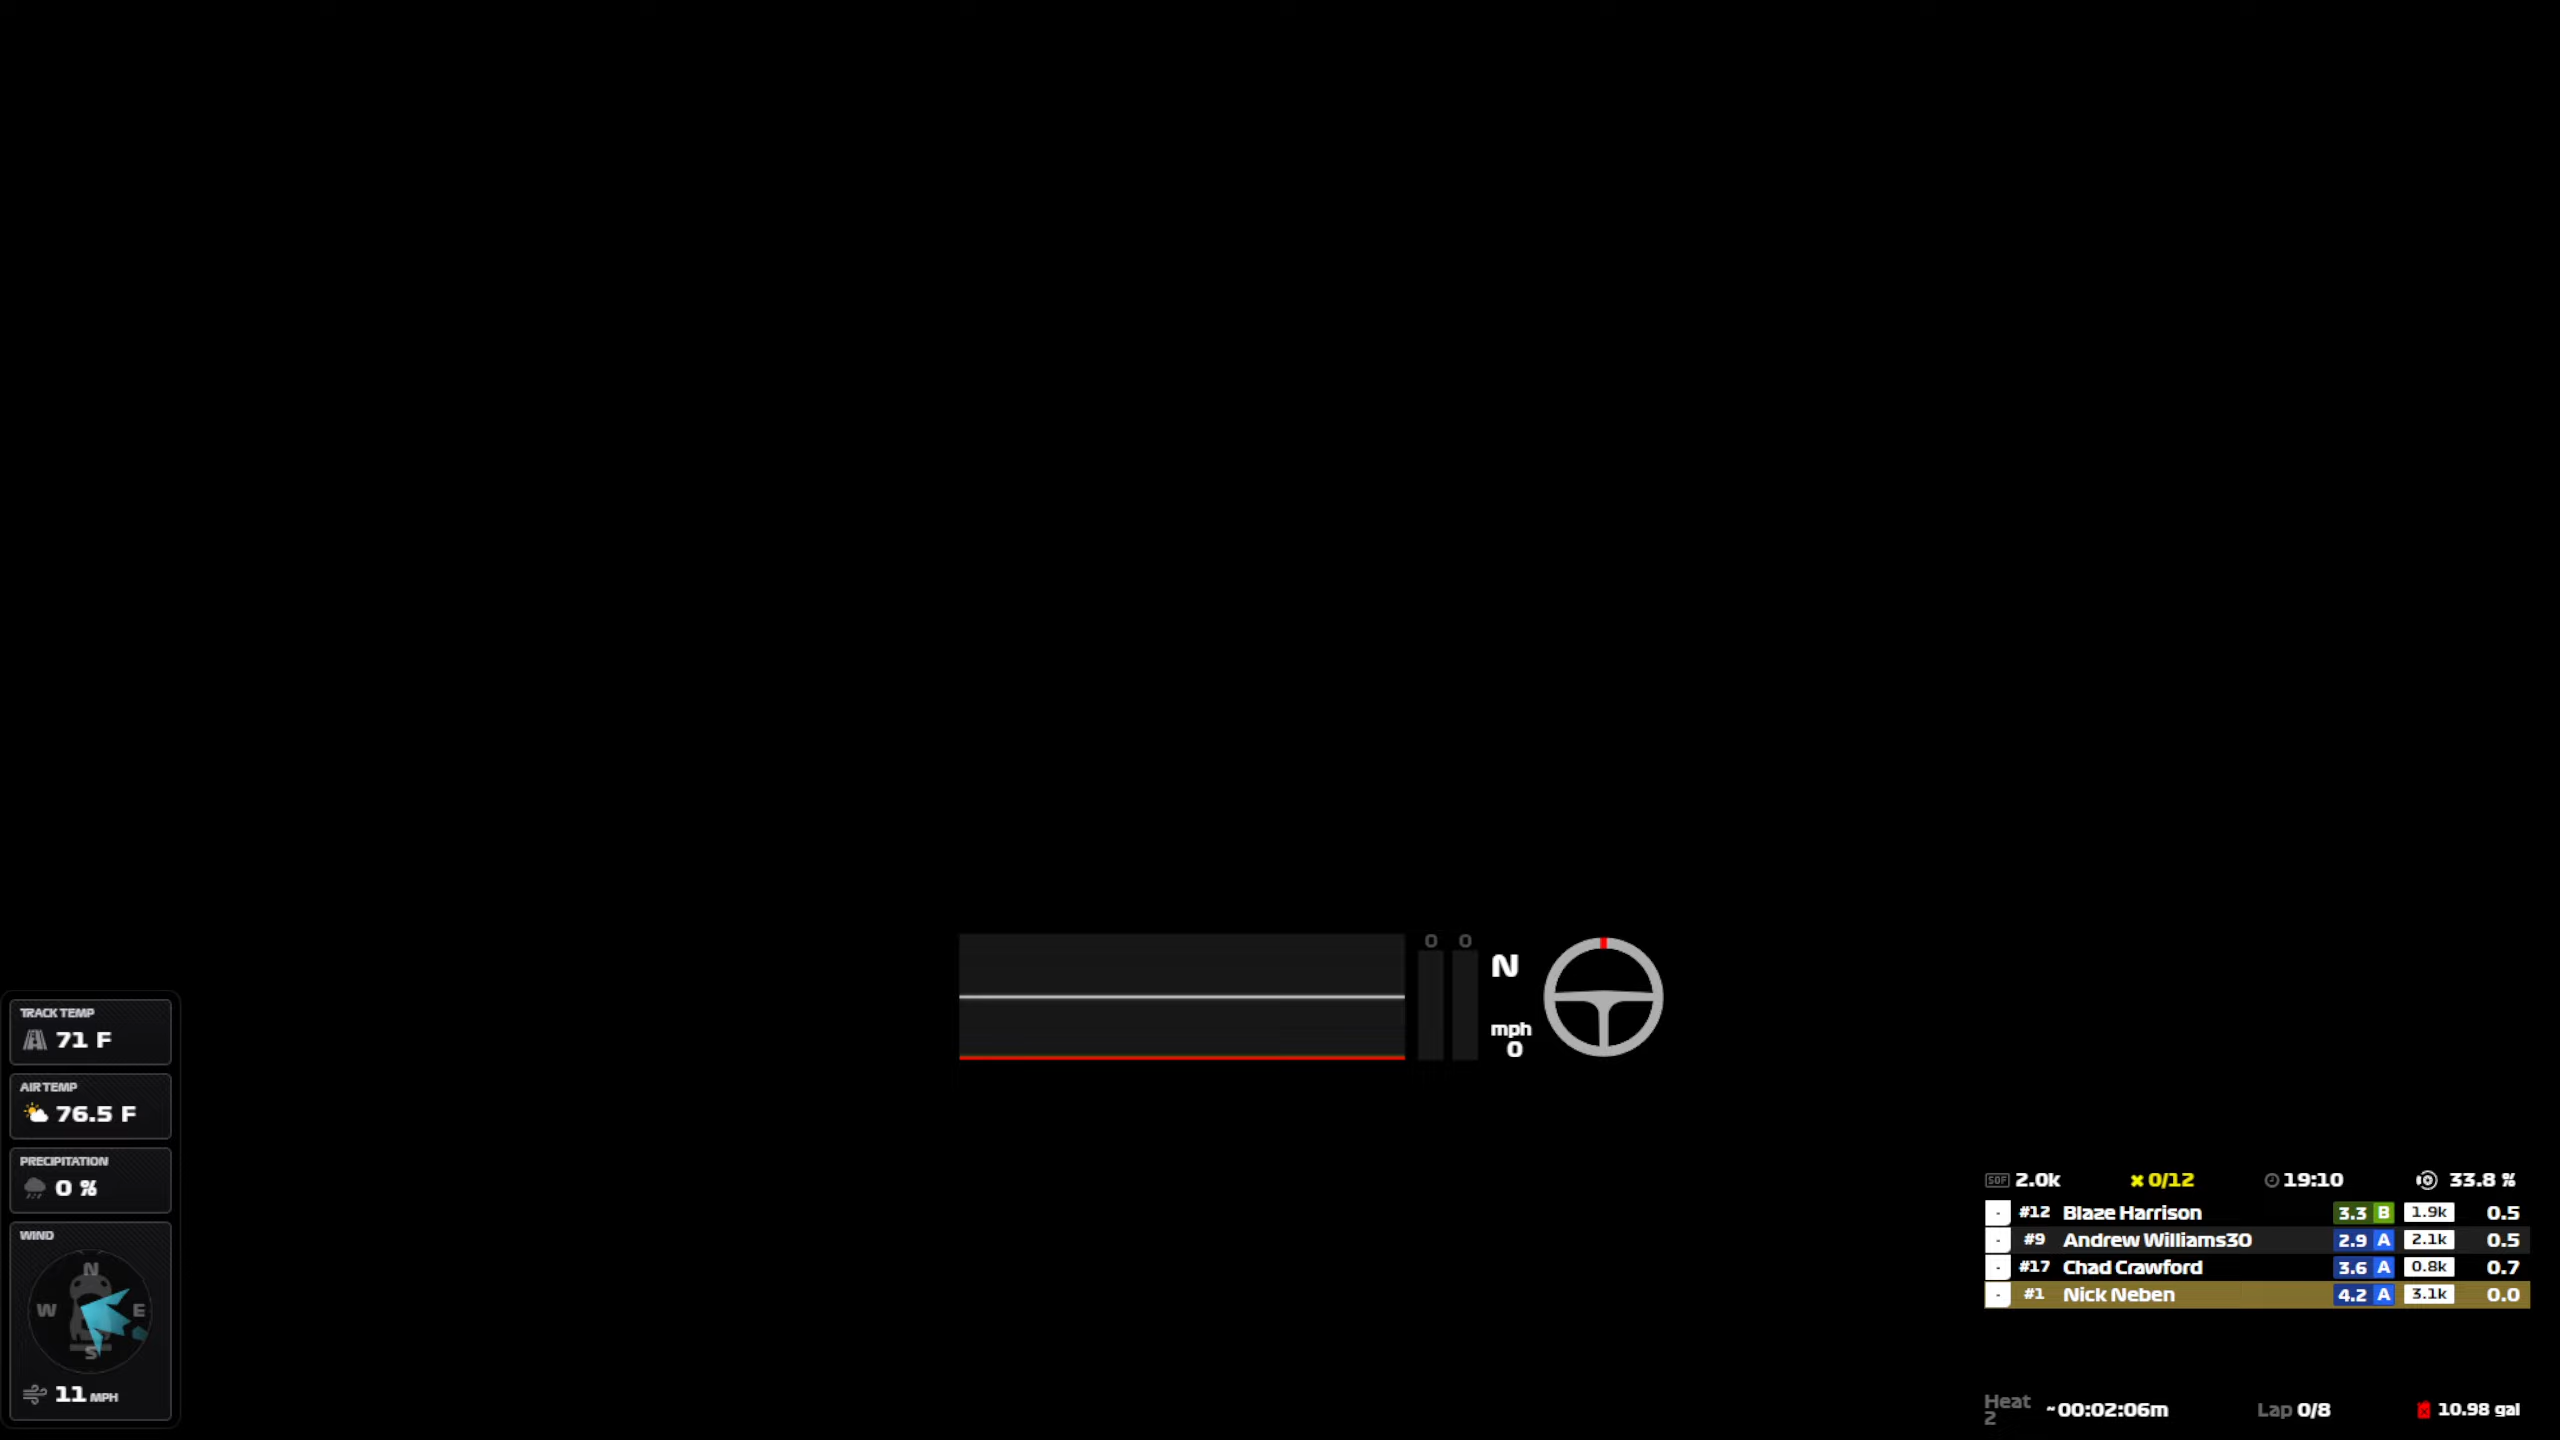 0 0
N
mph
0
TRACK TEMP
71 F
AIR TEMP
76.5 F
PRECIPITATION
0 %
WIND
N
W E
S
11 MPH
SOF 2.0k 0/12 19:10 33.8 %
- #12 Blaze Harrison 3.3 B 1.9k 0.5
- #9 Andrew Williams30 2.9 A 2.1k 0.5
- #17 Chad Crawford 3.6 A 0.8k 0.7
- #1 Nick Neben 4.2 A 3.1k 0.0
Heat 2 ~00:02:06m Lap 0/8 10.98 gal